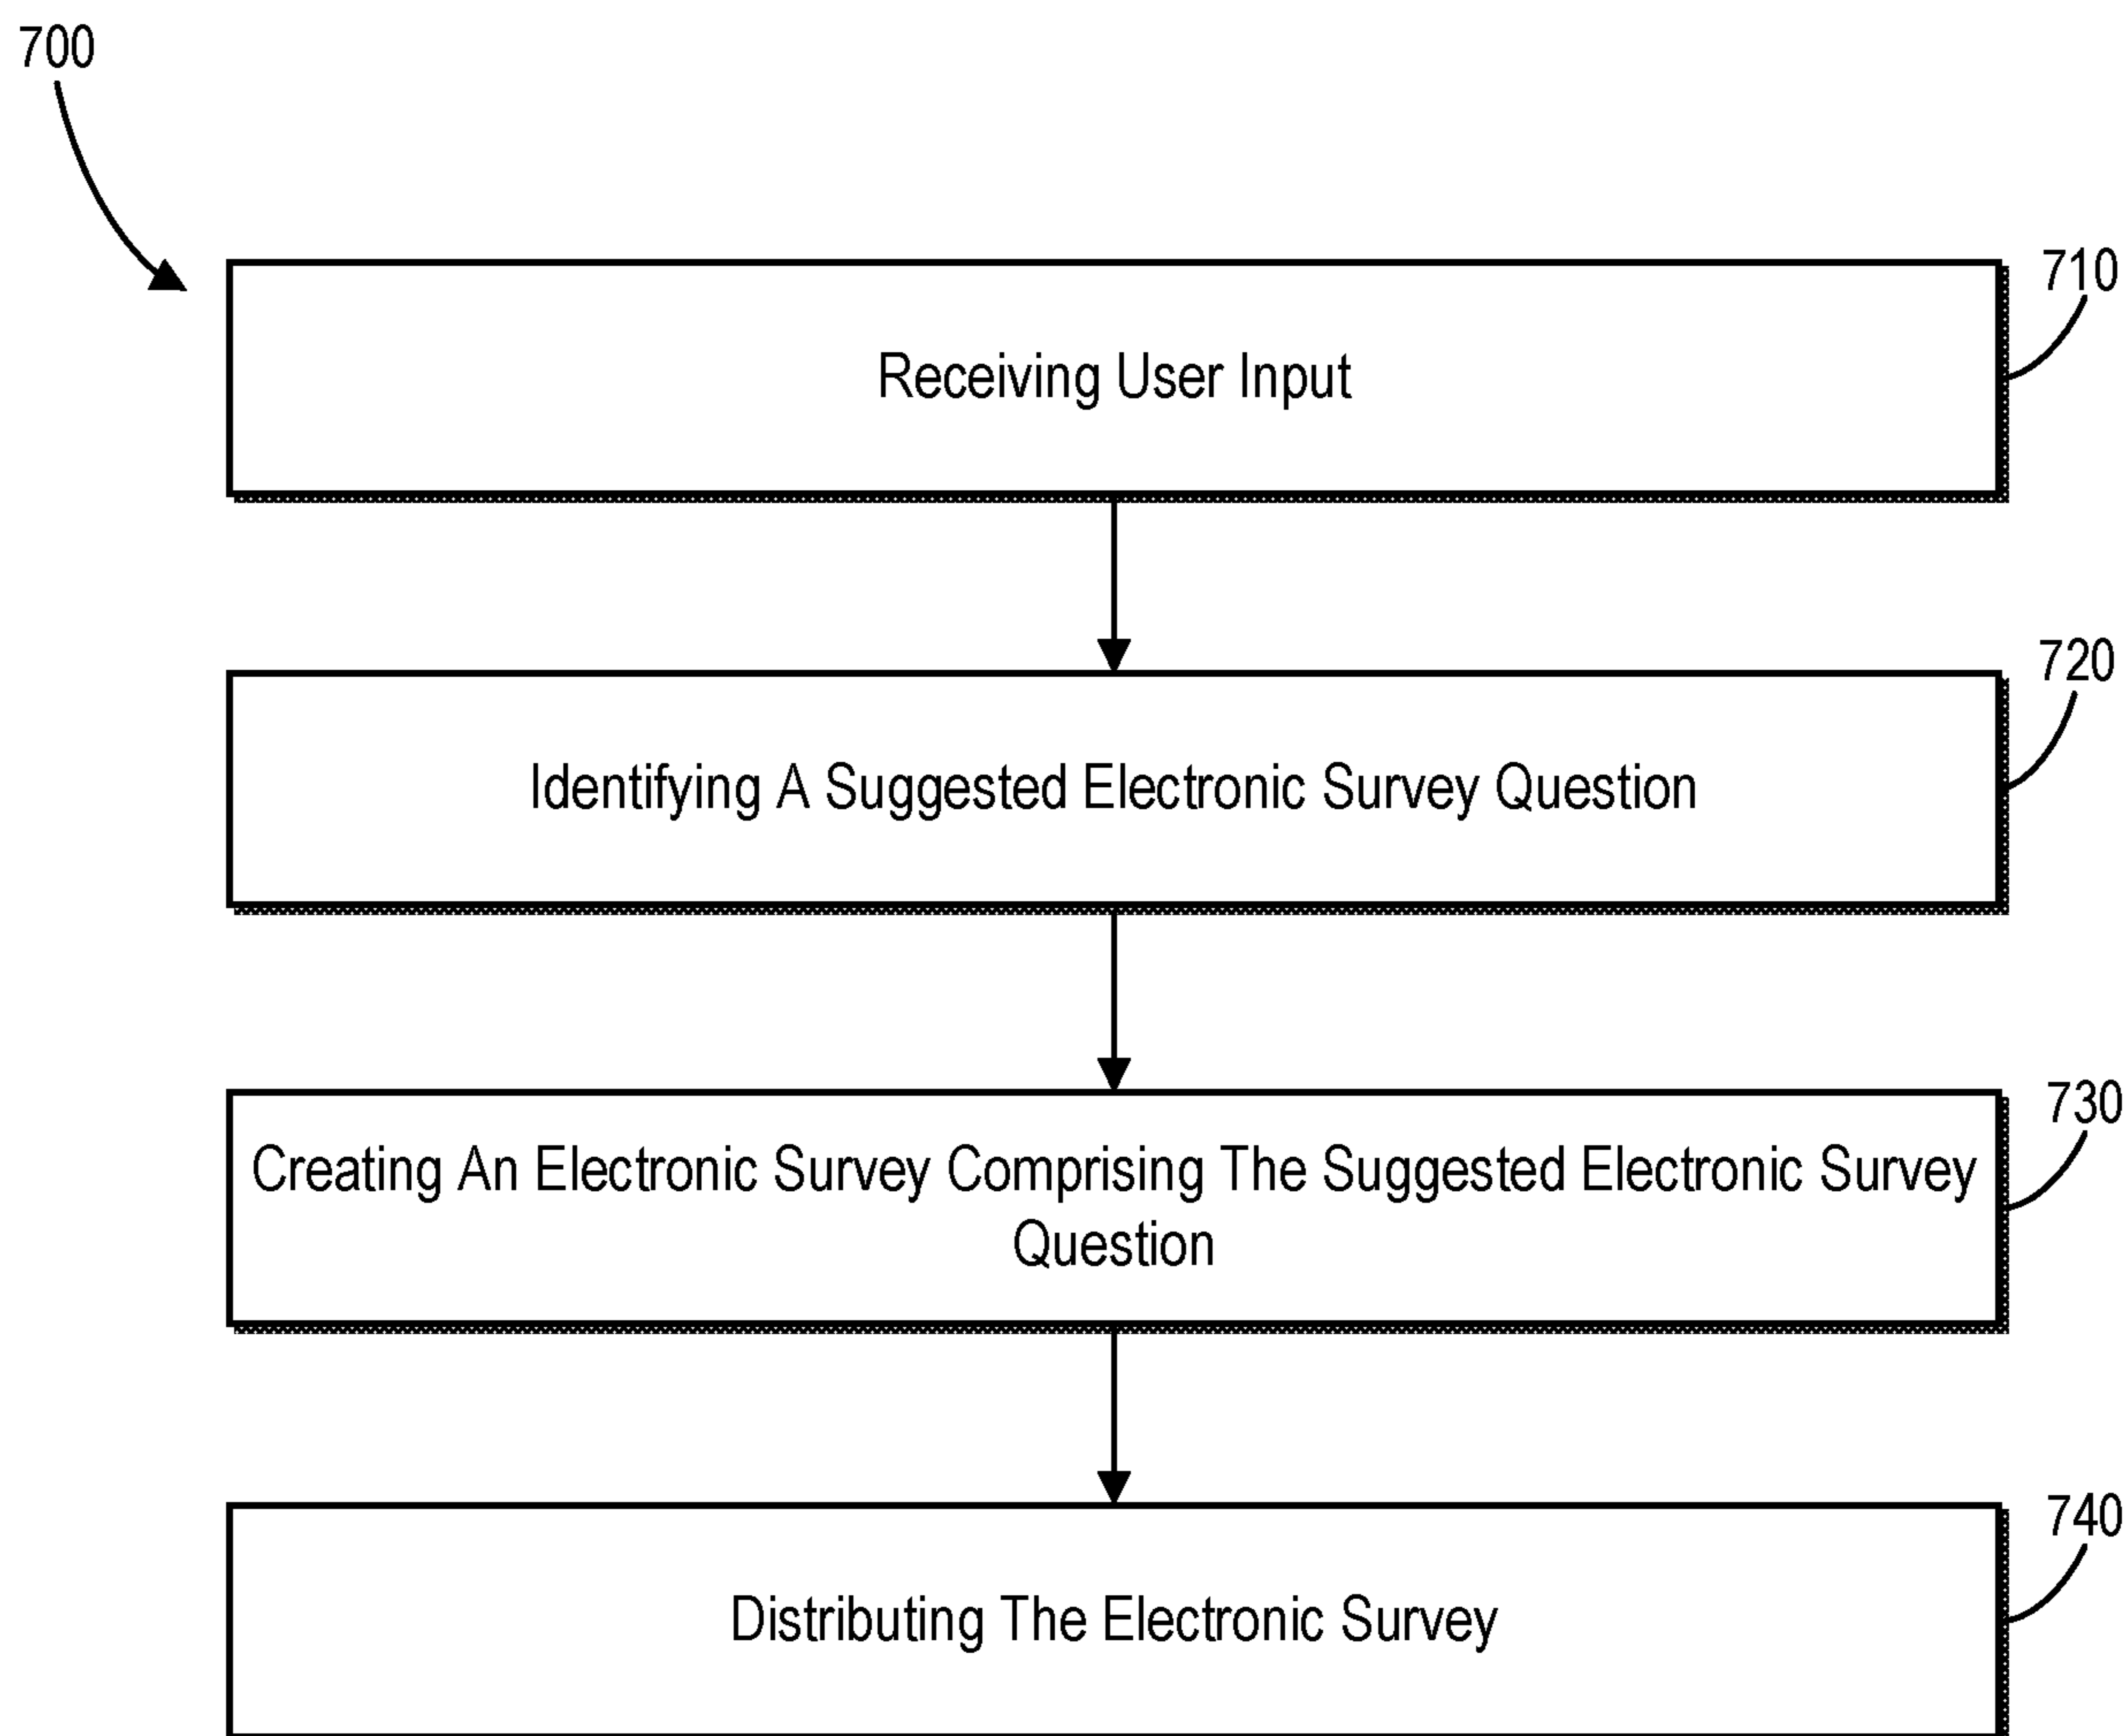 700
710
Receiving User Input
720
Identifying A Suggested Electronic Survey Question
730
Creating An Electronic Survey Comprising The Suggested Electronic Survey
Question
740
Distributing The Electronic Survey